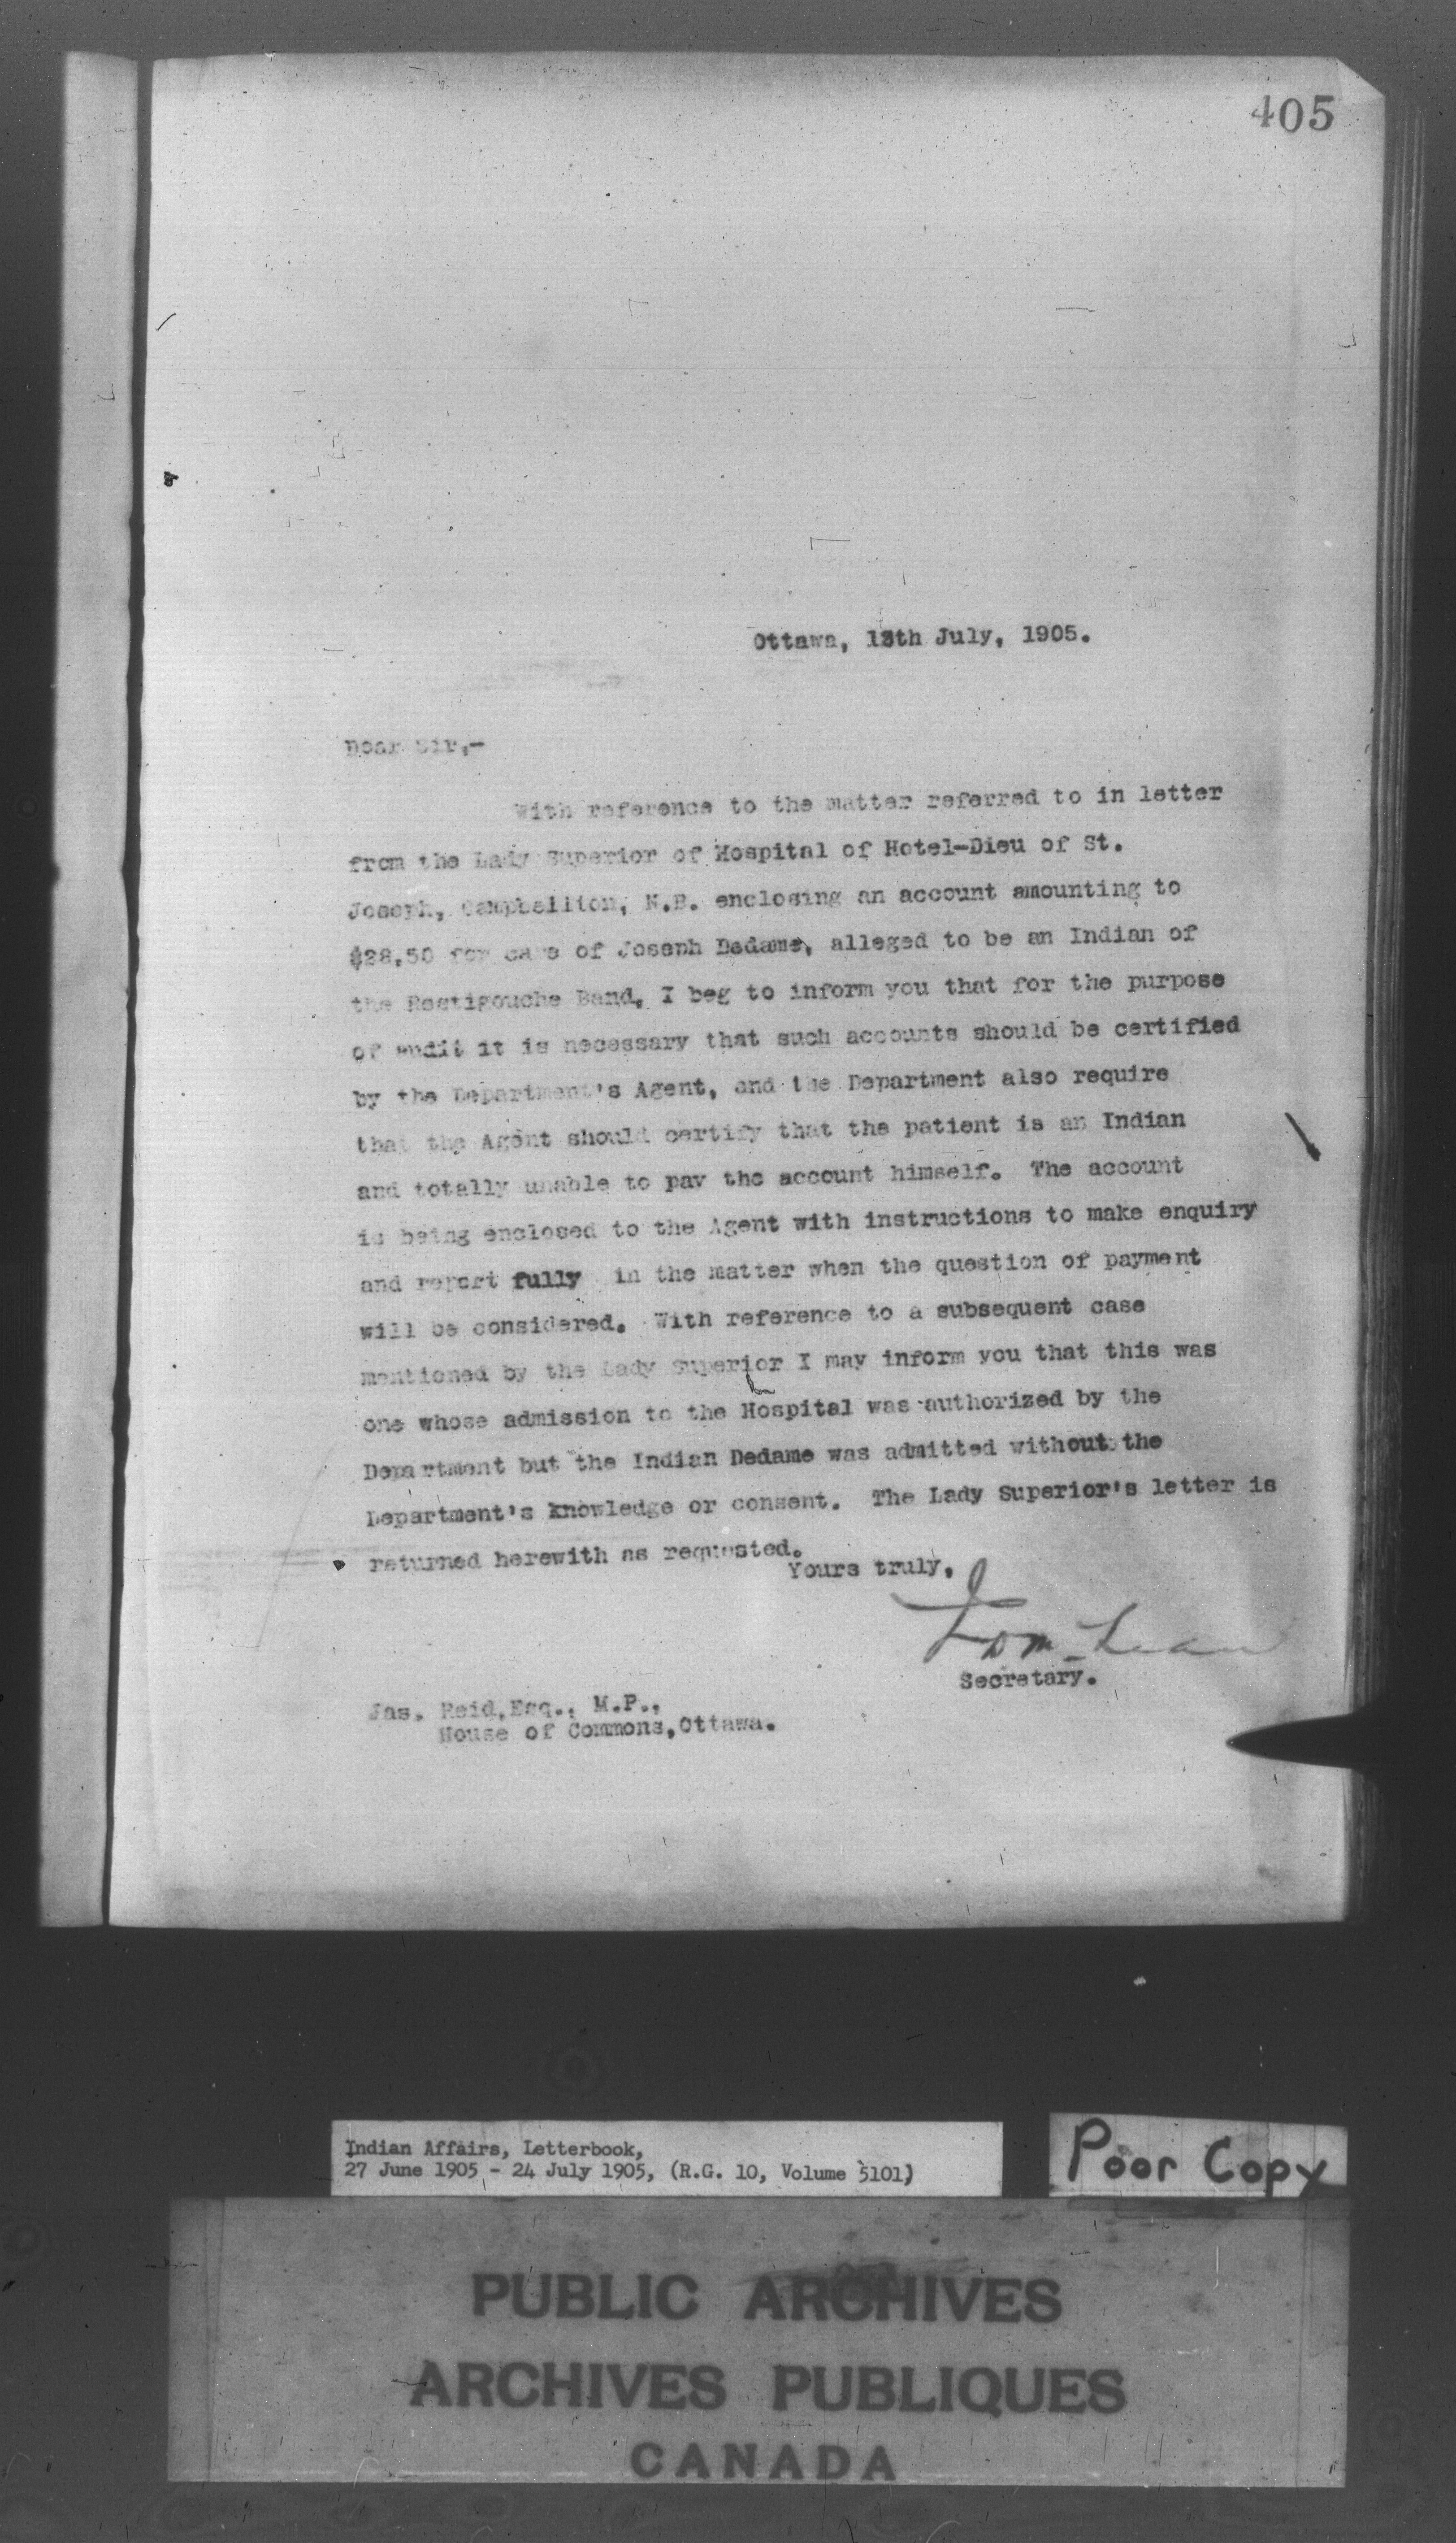 405
Ottawa, 13th July, 1905.
Dear Sir,-
With reference to the matter referred to in letter
from the Lady Superior of Hospital of Hotel-Dieu of St.
Joseph, Campbellton, N.B. enclosing an account amounting to
$28.50 for care of Joseph Dedame, alleged to be an Indian of
the Restigouche Band, I beg to inform you that for the purpose
of audit it is necessary that such accounts should be certified
by the Department's Agent, and the Department also require
that the Agent should certify that the patient is an Indian
and totally unable to pay the account himself. The account
is being enclosed to the Agent with instructions to make enquiry
and report fully in the matter when the question of payment
will be considered. With reference to a subsequent case
mentioned by the Lady Superior I may inform you that this was
one whose admission to the Hospital was authorized by the
Department but the Indian Dedame was admitted without the
Department's knowledge or consent. The Lady Superior's letter is
returned herewith as requested.
Yours truly,
Secretary.
Jas. Reid, Esq., M.P.,
House of Commons, Ottawa.
Indian Affairs, Letterbook,
27 June 1905 - 24 July 1905, (R.G. 10, Volume 5101)
Poor Copy
PUBLIC ARCHIVES
ARCHIVES PUBLIQUES
CANADA